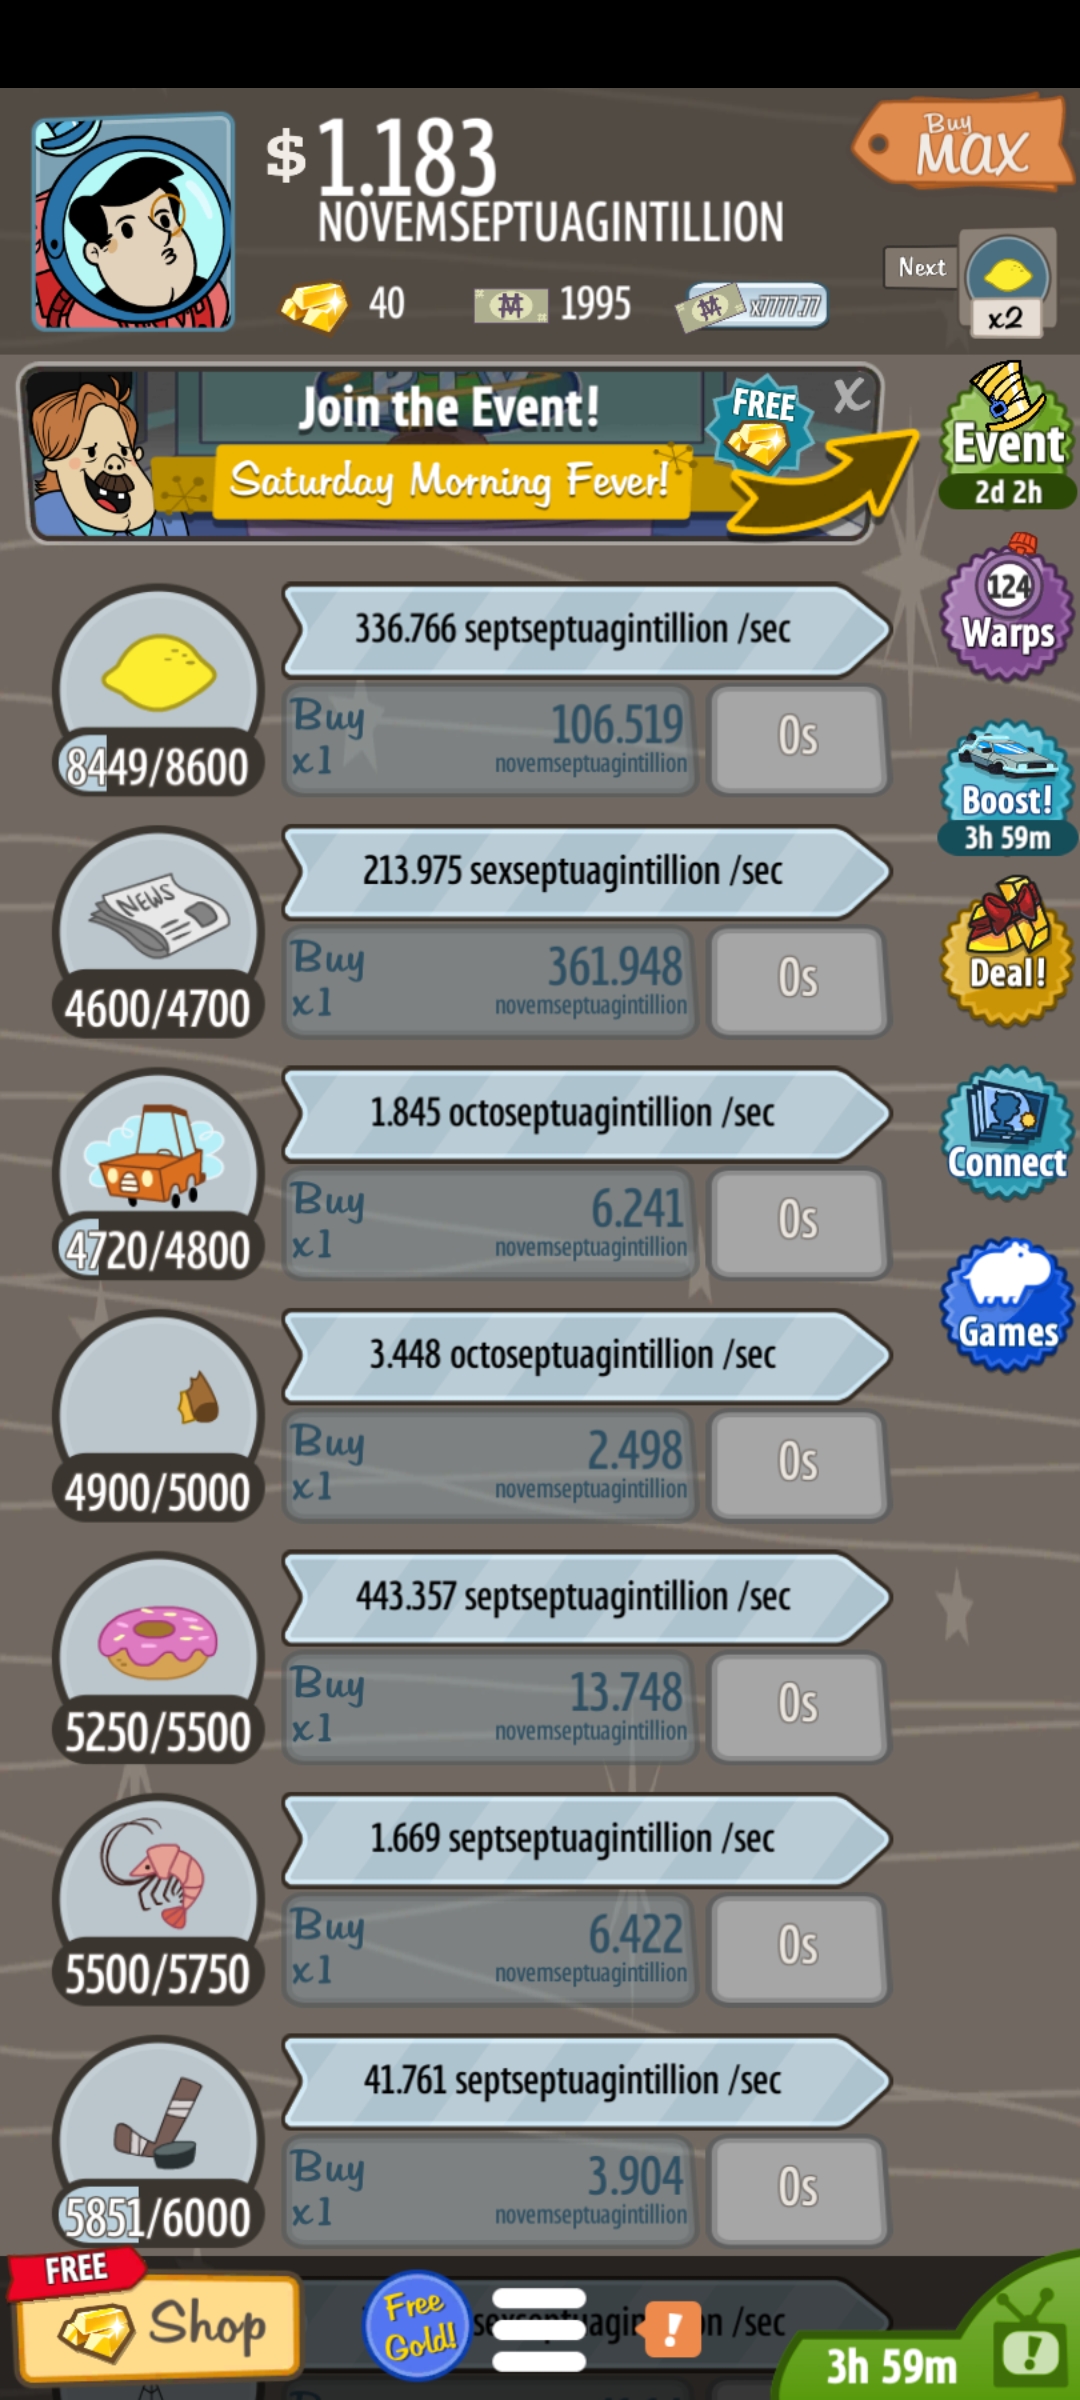 $ 1.183
NOVEMSEPTUAGINTILLION
Buy
MAX
40
1995
x7777.77
Next
x2
Join the Event!
Saturday Morning Fever!
FREE
X
Event
2d 2h
124
Warps
336.766 septseptuagintillion /sec
Buy
x1
106.519
novemseptuagintillion
0s
8449/8600
Boost!
3h 59m
213.975 sexseptuagintillion /sec
NEWS
Buy
x1
361.948
novemseptuagintillion
0s
4600/4700
Deal!
1.845 octoseptuagintillion /sec
Buy
x1
6.241
novemseptuagintillion
0s
4720/4800
Connect
3.448 octoseptuagintillion /sec
Buy
x1
2.498
novemseptuagintillion
0s
4900/5000
Games
443.357 septseptuagintillion /sec
Buy
x1
13.748
novemseptuagintillion
0s
5250/5500
1.669 septseptuagintillion /sec
Buy
x1
6.422
novemseptuagintillion
0s
5500/5750
41.761 septseptuagintillion /sec
Buy
x1
3.904
novemseptuagintillion
0s
5851/6000
FREE
Shop
Free
Gold!
/sec
!
3h 59m
!